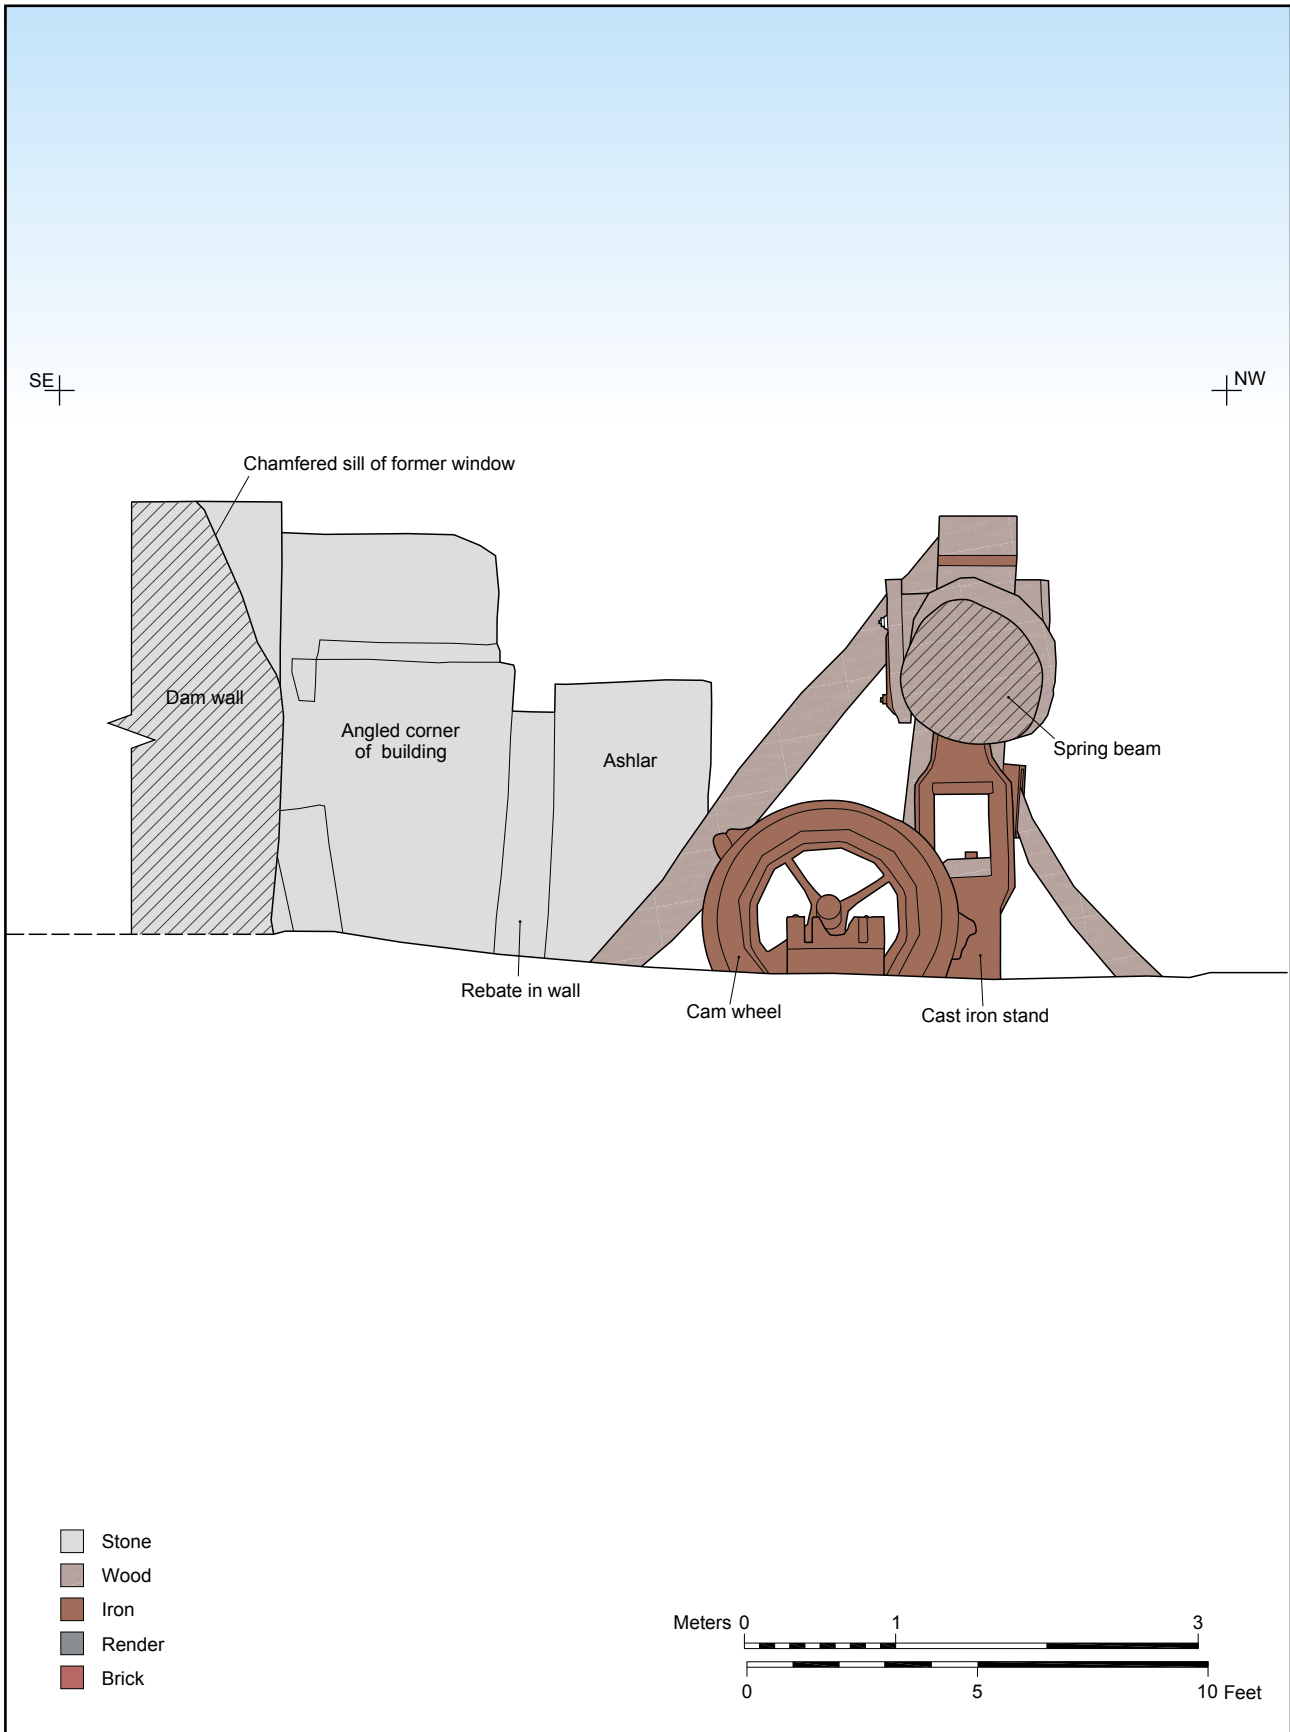 SE
NW
Chamfered sill of former window
Dam wall
Angled corner
of building
Ashlar
Spring beam
Rebate in wall
Cam wheel
Cast iron stand
Stone
Wood
Iron
Render
Brick
Meters 0 1 3
0 5 10 Feet